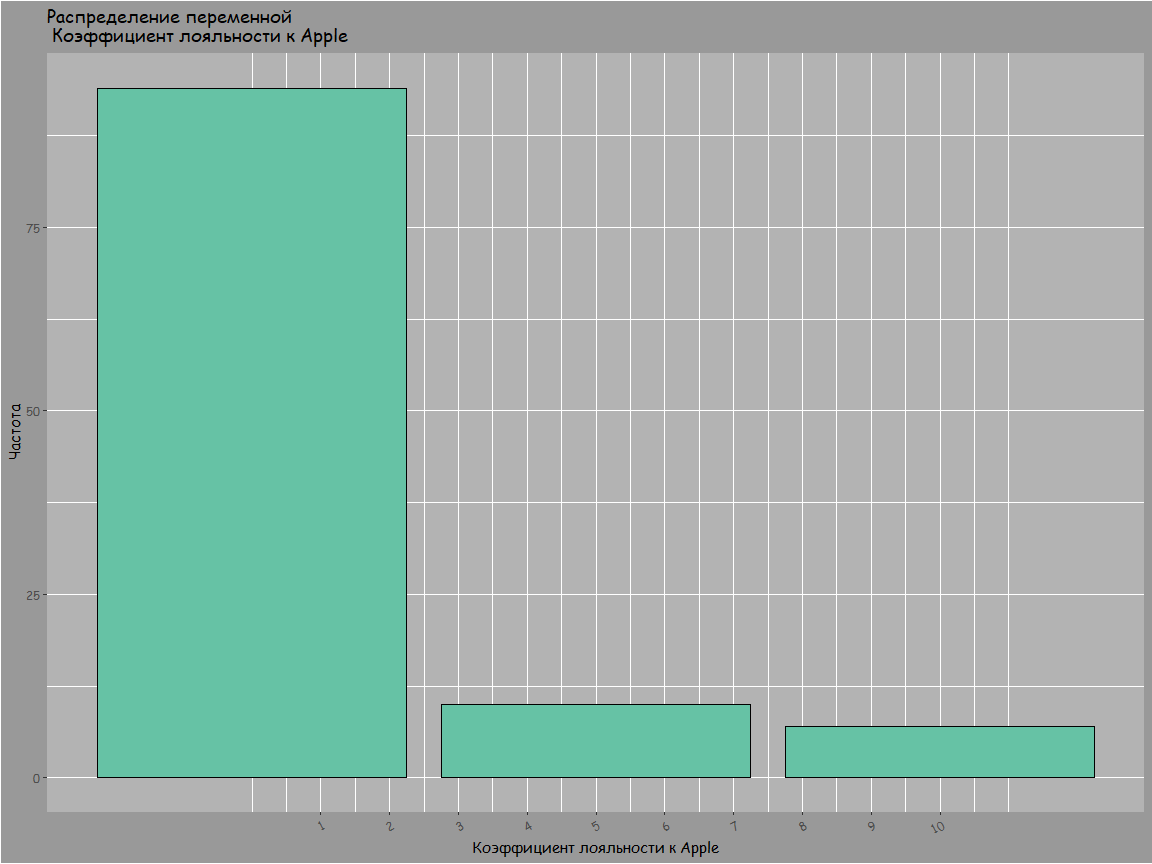 Распределение переменной
Коэффициент лояльности к Apple
Частота
75
50
25
0
1 2 3 4 5 6 7 8 9 10
Коэффициент лояльности к Apple